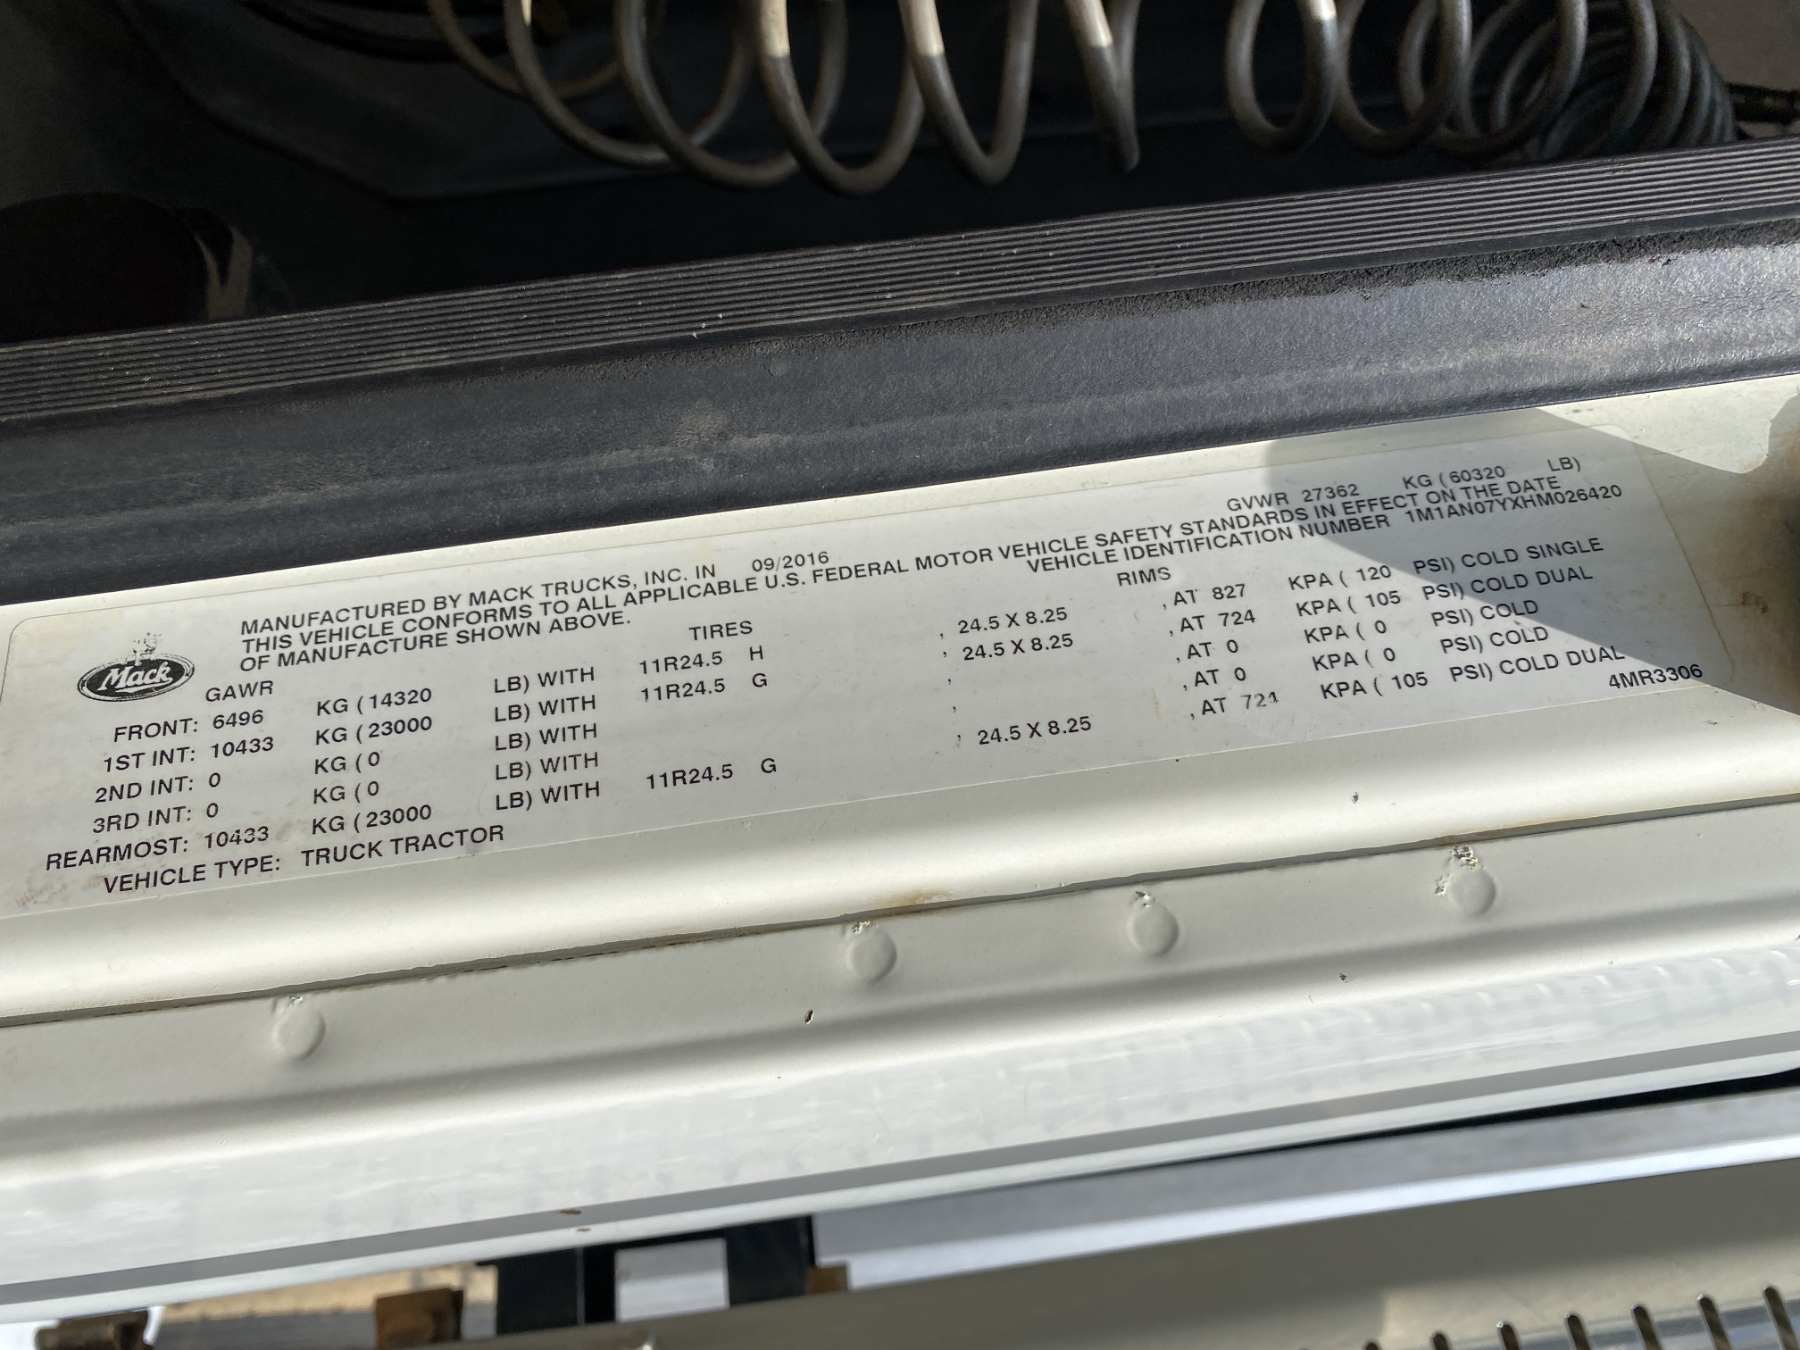 GVWR 27362 KG ( 60320 LB)
MANUFACTURED BY MACK TRUCKS, INC. IN 09/2016
THIS VEHICLE CONFORMS TO ALL APPLICABLE U.S. FEDERAL MOTOR VEHICLE SAFETY STANDARDS IN EFFECT ON THE DATE
OF MANUFACTURE SHOWN ABOVE. VEHICLE IDENTIFICATION NUMBER 1M1AN07YXHM026420
Mack
GAWR TIRES RIMS
FRONT: 6496 KG ( 14320 LB) WITH 11R24.5 H , 24.5 X 8.25 , AT 827 KPA ( 120 PSI) COLD SINGLE
1ST INT: 10433 KG ( 23000 LB) WITH 11R24.5 G , 24.5 X 8.25 , AT 724 KPA ( 105 PSI) COLD DUAL
2ND INT: 0 KG ( 0 LB) WITH , , AT 0 KPA ( 0 PSI) COLD
3RD INT: 0 KG ( 0 LB) WITH , , AT 0 KPA ( 0 PSI) COLD
REARMOST: 10433 KG ( 23000 LB) WITH 11R24.5 G , 24.5 X 8.25 , AT 724 KPA ( 105 PSI) COLD DUAL
VEHICLE TYPE: TRUCK TRACTOR 4MR3306